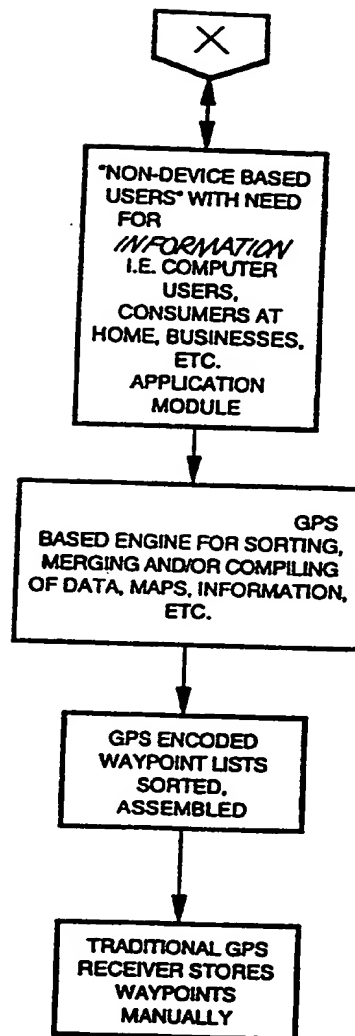 X
"NON-DEVICE BASED
USERS" WITH NEED
FOR
INFORMATION
I.E. COMPUTER
USERS,
CONSUMERS AT
HOME, BUSINESSES,
ETC.
APPLICATION
MODULE
GPS
BASED ENGINE FOR SORTING,
MERGING AND/OR COMPILING
OF DATA, MAPS, INFORMATION,
ETC.
GPS ENCODED
WAYPOINT LISTS
SORTED,
ASSEMBLED
TRADITIONAL GPS
RECEIVER STORES
WAYPOINTS
MANUALLY